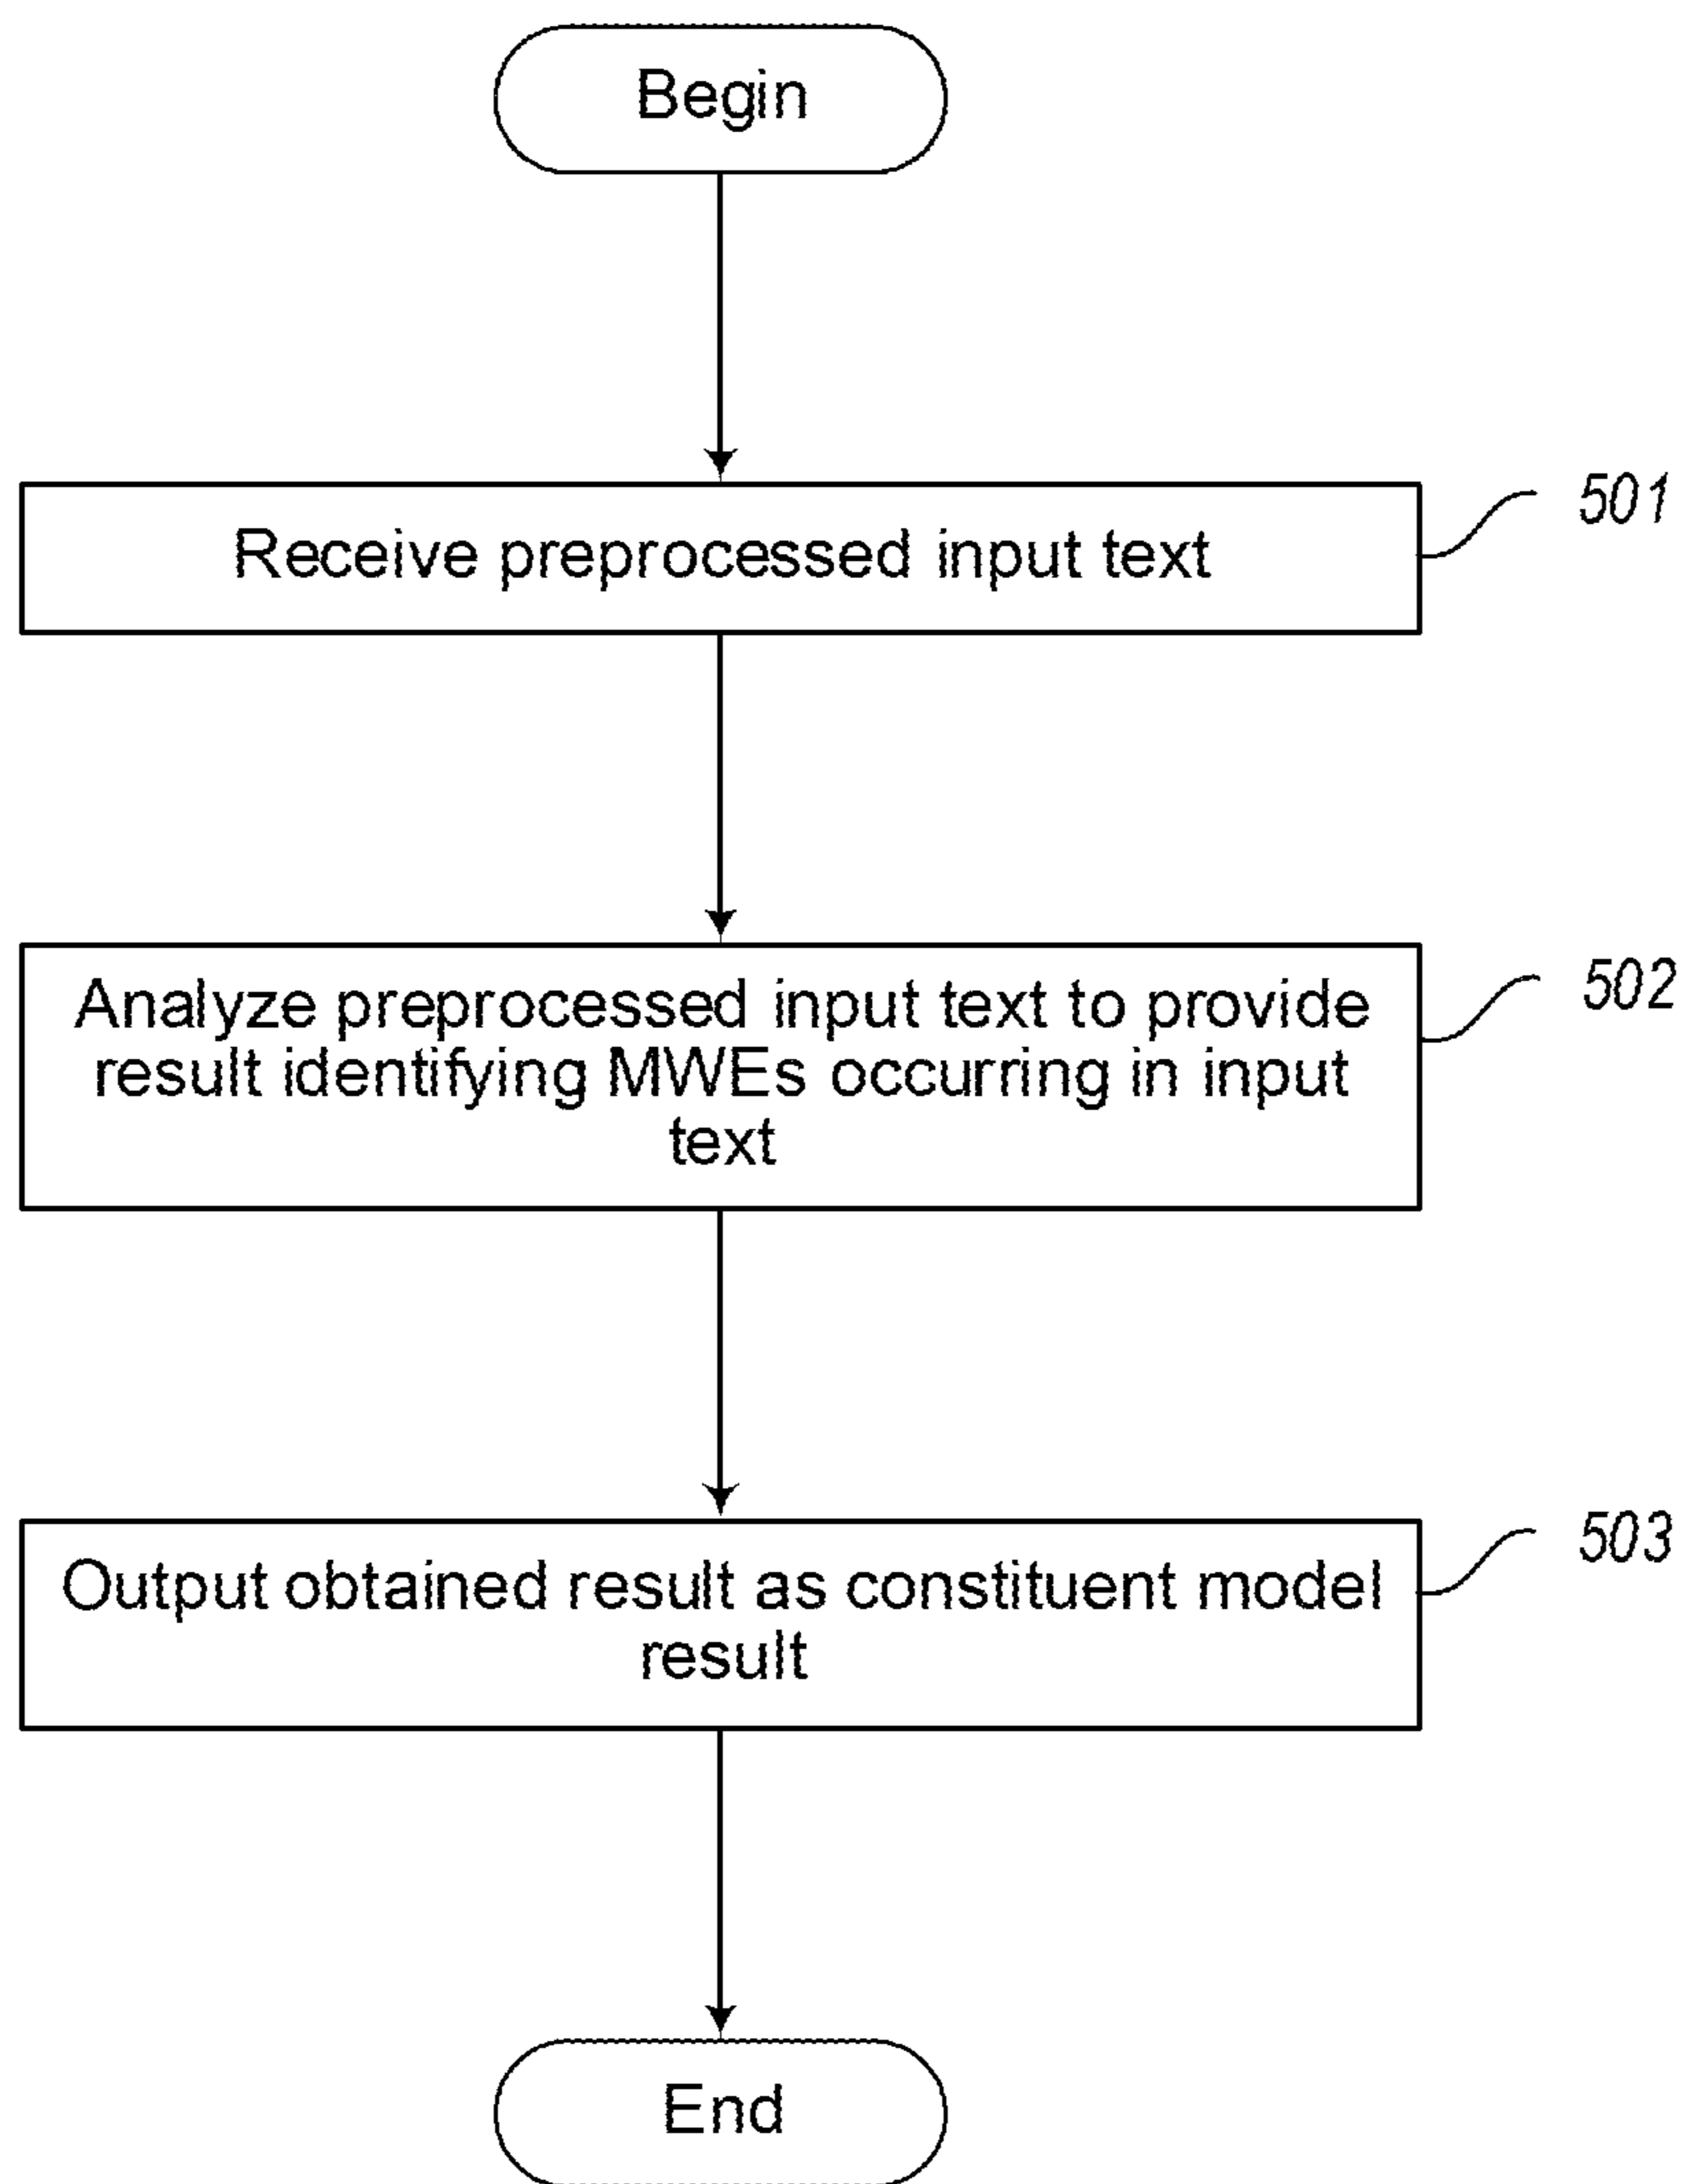 Begin
Receive preprocessed input text
501
Analyze preprocessed input text to provide
result identifying MWEs occurring in input
text
502
Output obtained result as constituent model
result
503
End